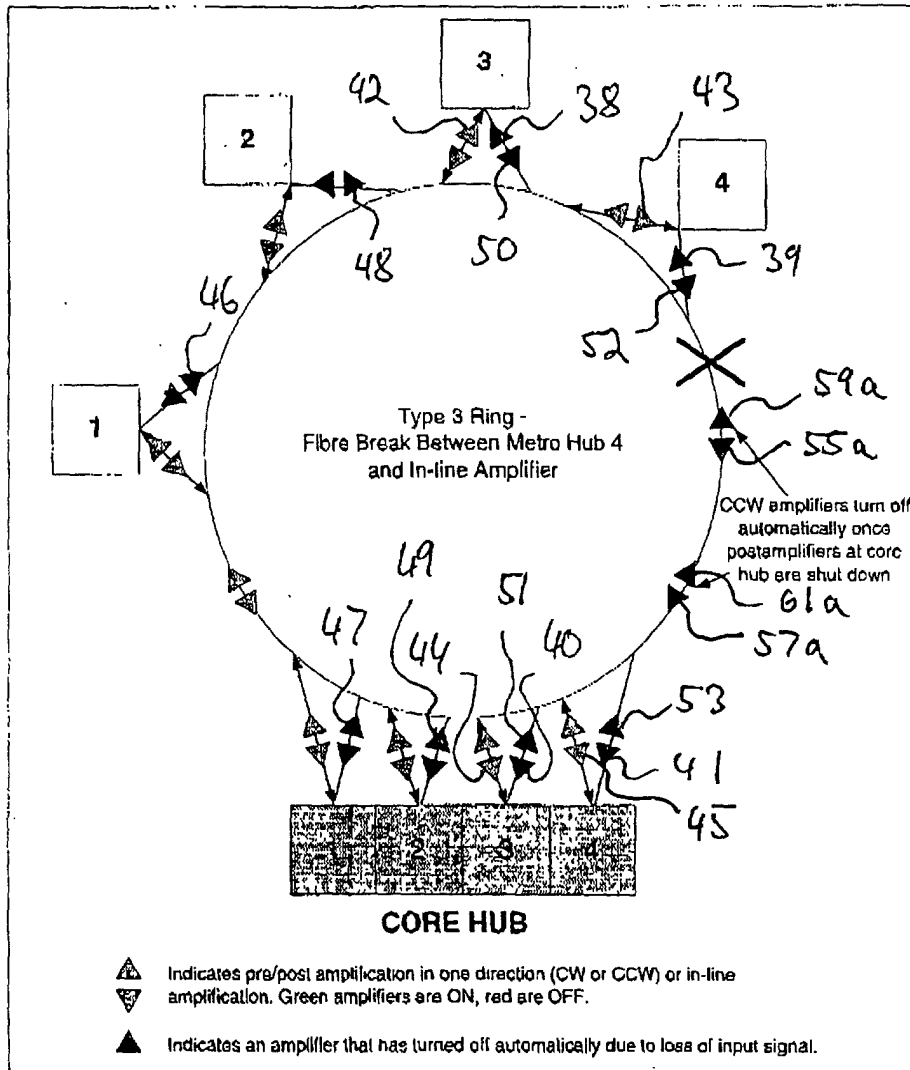 3
42
38
43
2
4
50
48
39
46
52
59a
1
Type 3 Ring -
Fibre Break Between Metro Hub 4
and In-line Amplifier
55a
CCW amplifiers turn off
automatically once
postamplifiers at core
hub are shut down
49
51
61a
47
44
40
57a
53
41
45
2
3
4
CORE HUB
Indicates pre/post amplification in one direction (CW or CCW) or in-line
amplification. Green amplifiers are ON, red are OFF.
Indicates an amplifier that has turned off automatically due to loss of input signal.